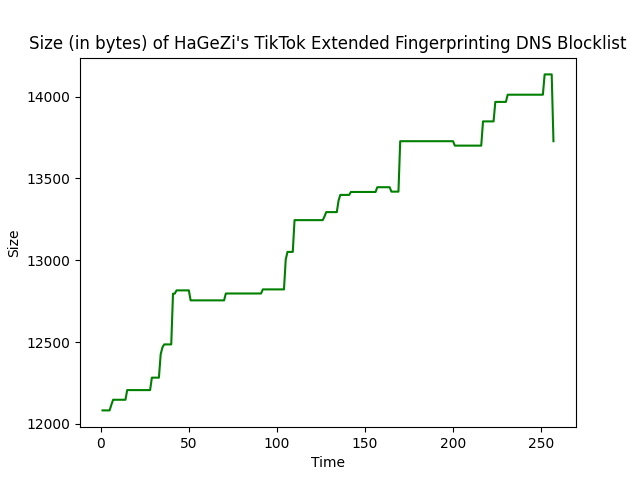 Size (in bytes) of HaGeZi's TikTok Extended Fingerprinting DNS Blocklist
14000
13500
13000
12500
12000
Size
0 50 100 150 200 250
Time